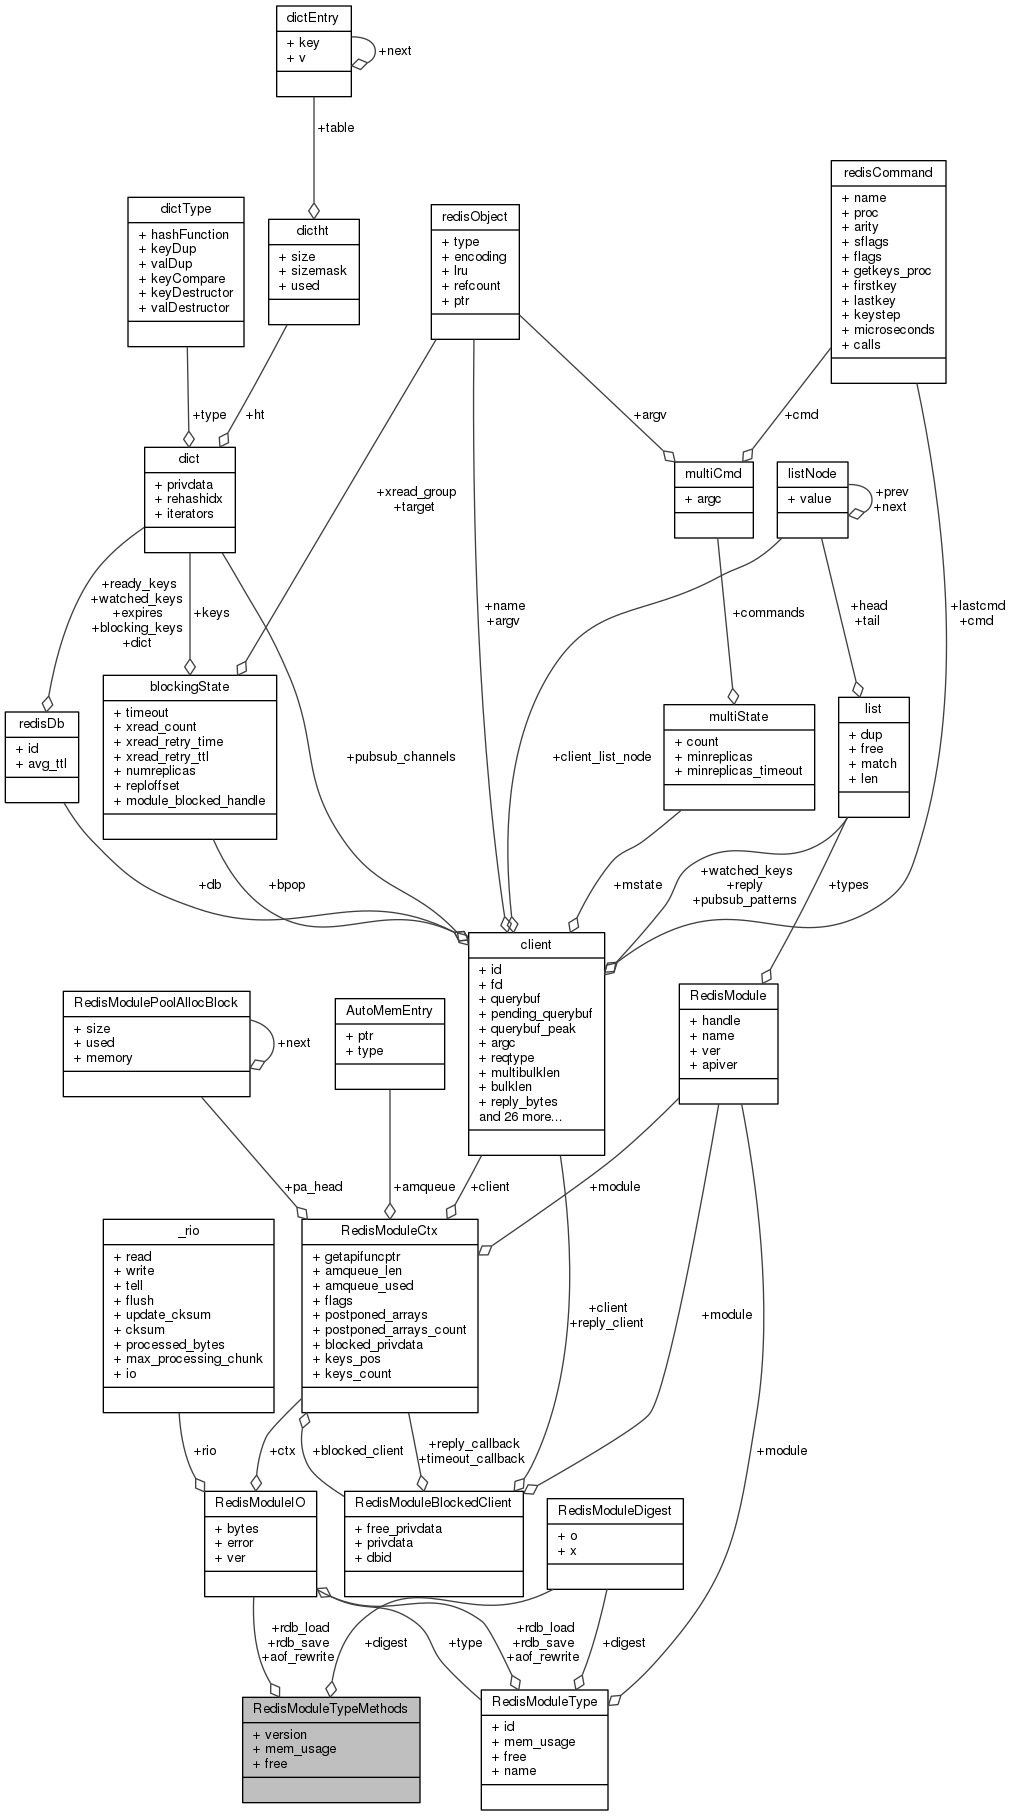 dictEntry
+ key
+ v
+next
+table
redisCommand
+ name
+ proc
+ arity
+ sflags
+ flags
+ getkeys_proc
+ firstkey
+ lastkey
+ keystep
+ microseconds
+ calls
dictType
+ hashFunction
+ keyDup
+ valDup
+ keyCompare
+ keyDestructor
+ valDestructor
dictht
+ size
+ sizemask
+ used
redisObject
+ type
+ encoding
+ lru
+ refcount
+ ptr
+type
+ht
+argv
+cmd
dict
+ privdata
+ rehashidx
+ iterators
+xread_group
+target
multiCmd
+ argc
listNode
+ value
+prev
+next
+ready_keys
+watched_keys
+expires
+blocking_keys
+dict
+keys
+name
+argv
+commands
+head
+tail
+lastcmd
+cmd
redisDb
+ id
+ avg_ttl
blockingState
+ timeout
+ xread_count
+ xread_retry_time
+ xread_retry_ttl
+ numreplicas
+ reploffset
+ module_blocked_handle
+pubsub_channels
+client_list_node
multiState
+ count
+ minreplicas
+ minreplicas_timeout
list
+ dup
+ free
+ match
+ len
+db
+bpop
+mstate
+watched_keys
+reply
+pubsub_patterns
+types
client
+ id
+ fd
+ querybuf
+ pending_querybuf
+ querybuf_peak
+ argc
+ reqtype
+ multibulklen
+ bulklen
+ reply_bytes
and 26 more...
RedisModulePoolAllocBlock
+ size
+ used
+ memory
+next
AutoMemEntry
+ ptr
+ type
RedisModule
+ handle
+ name
+ ver
+ apiver
+pa_head
+amqueue
+client
+module
_rio
+ read
+ write
+ tell
+ flush
+ update_cksum
+ cksum
+ processed_bytes
+ max_processing_chunk
+ io
RedisModuleCtx
+ getapifuncptr
+ amqueue_len
+ amqueue_used
+ flags
+ postponed_arrays
+ postponed_arrays_count
+ blocked_privdata
+ keys_pos
+ keys_count
+client
+reply_client
+module
+rio
+ctx
+blocked_client
+reply_callback
+timeout_callback
+module
RedisModuleIO
+ bytes
+ error
+ ver
RedisModuleBlockedClient
+ free_privdata
+ privdata
+ dbid
RedisModuleDigest
+ o
+ x
+rdb_load
+rdb_save
+aof_rewrite
+digest
+type
+rdb_load
+rdb_save
+aof_rewrite
+digest
RedisModuleTypeMethods
+ version
+ mem_usage
+ free
RedisModuleType
+ id
+ mem_usage
+ free
+ name